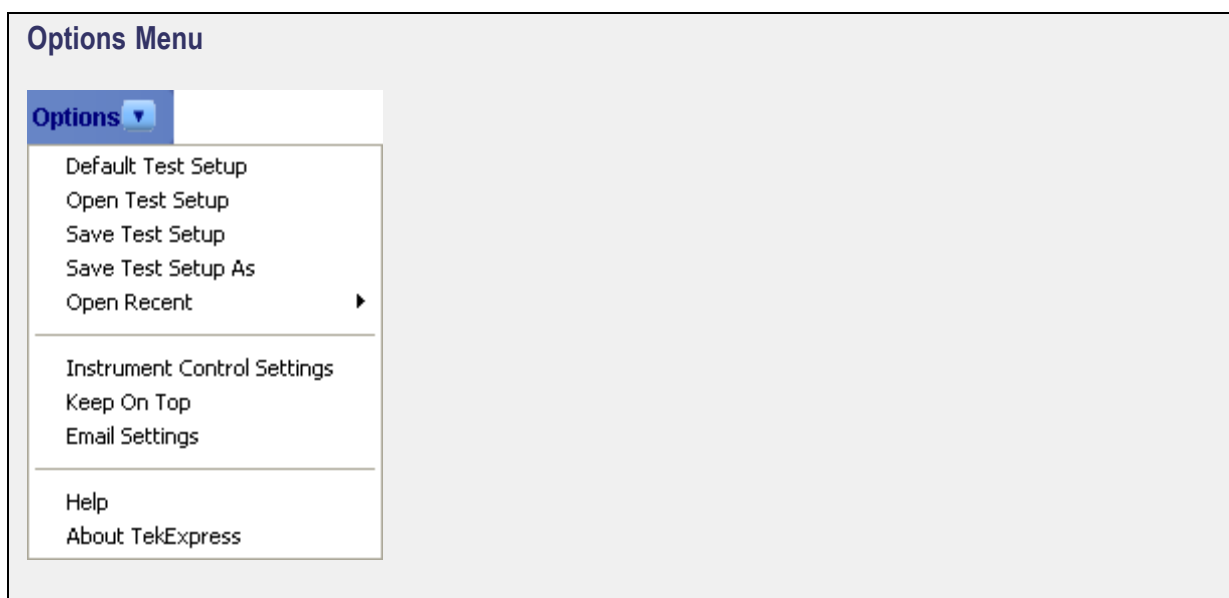 Options Menu
Options
Default Test Setup
Open Test Setup
Save Test Setup
Save Test Setup As
Open Recent
Instrument Control Settings
Keep On Top
Email Settings
Help
About TekExpress